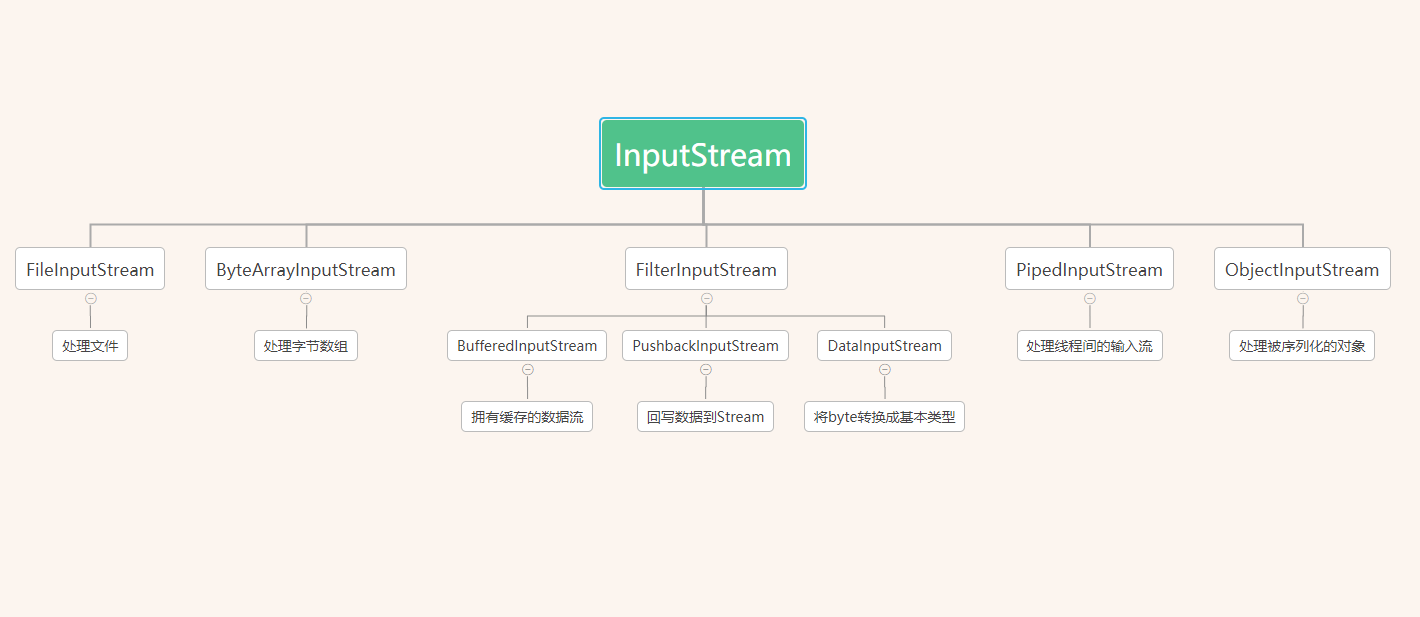 InputStream
FileInputStream
ByteArrayInputStream
FilterInputStream
PipedInputStream
ObjectInputStream
处理文件
处理字节数组
BufferedInputStream
PushbackInputStream
DataInputStream
处理线程间的输入流
处理被序列化的对象
拥有缓存的数据流
回写数据到Stream
将byte转换成基本类型